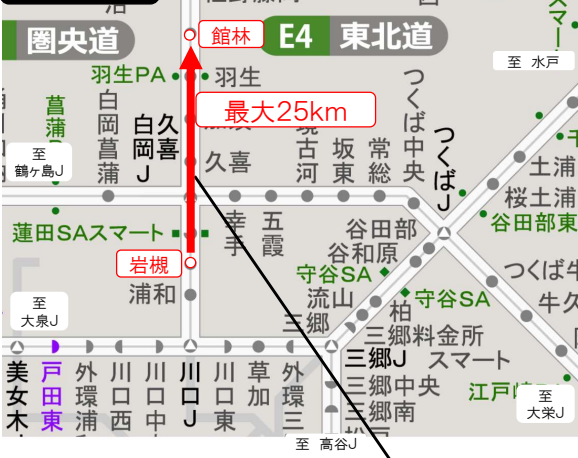 圏央道
館林
E4 東北道
スマー
至 水戸
羽生PA
羽生
最大25km
菖蒲
白岡菖蒲
白岡J
久喜
久喜
境古河
坂東
常総
つくば中央
つくばJ
至
鶴ヶ島J
土浦
桜土浦
谷田部東
蓮田SAスマート
幸手
五霞
谷田部
谷和原
守谷SA
守谷SA
つくば牛
牛久
岩槻
浦和
流山
柏
三郷
三郷料金所
スマート
三郷J
三郷中央
三郷南
至
大泉J
美女木
戸田東
外環浦
川口西
川口中
川口J
川口東
草加
外環三
江戸崎
至
大栄J
至 高谷J